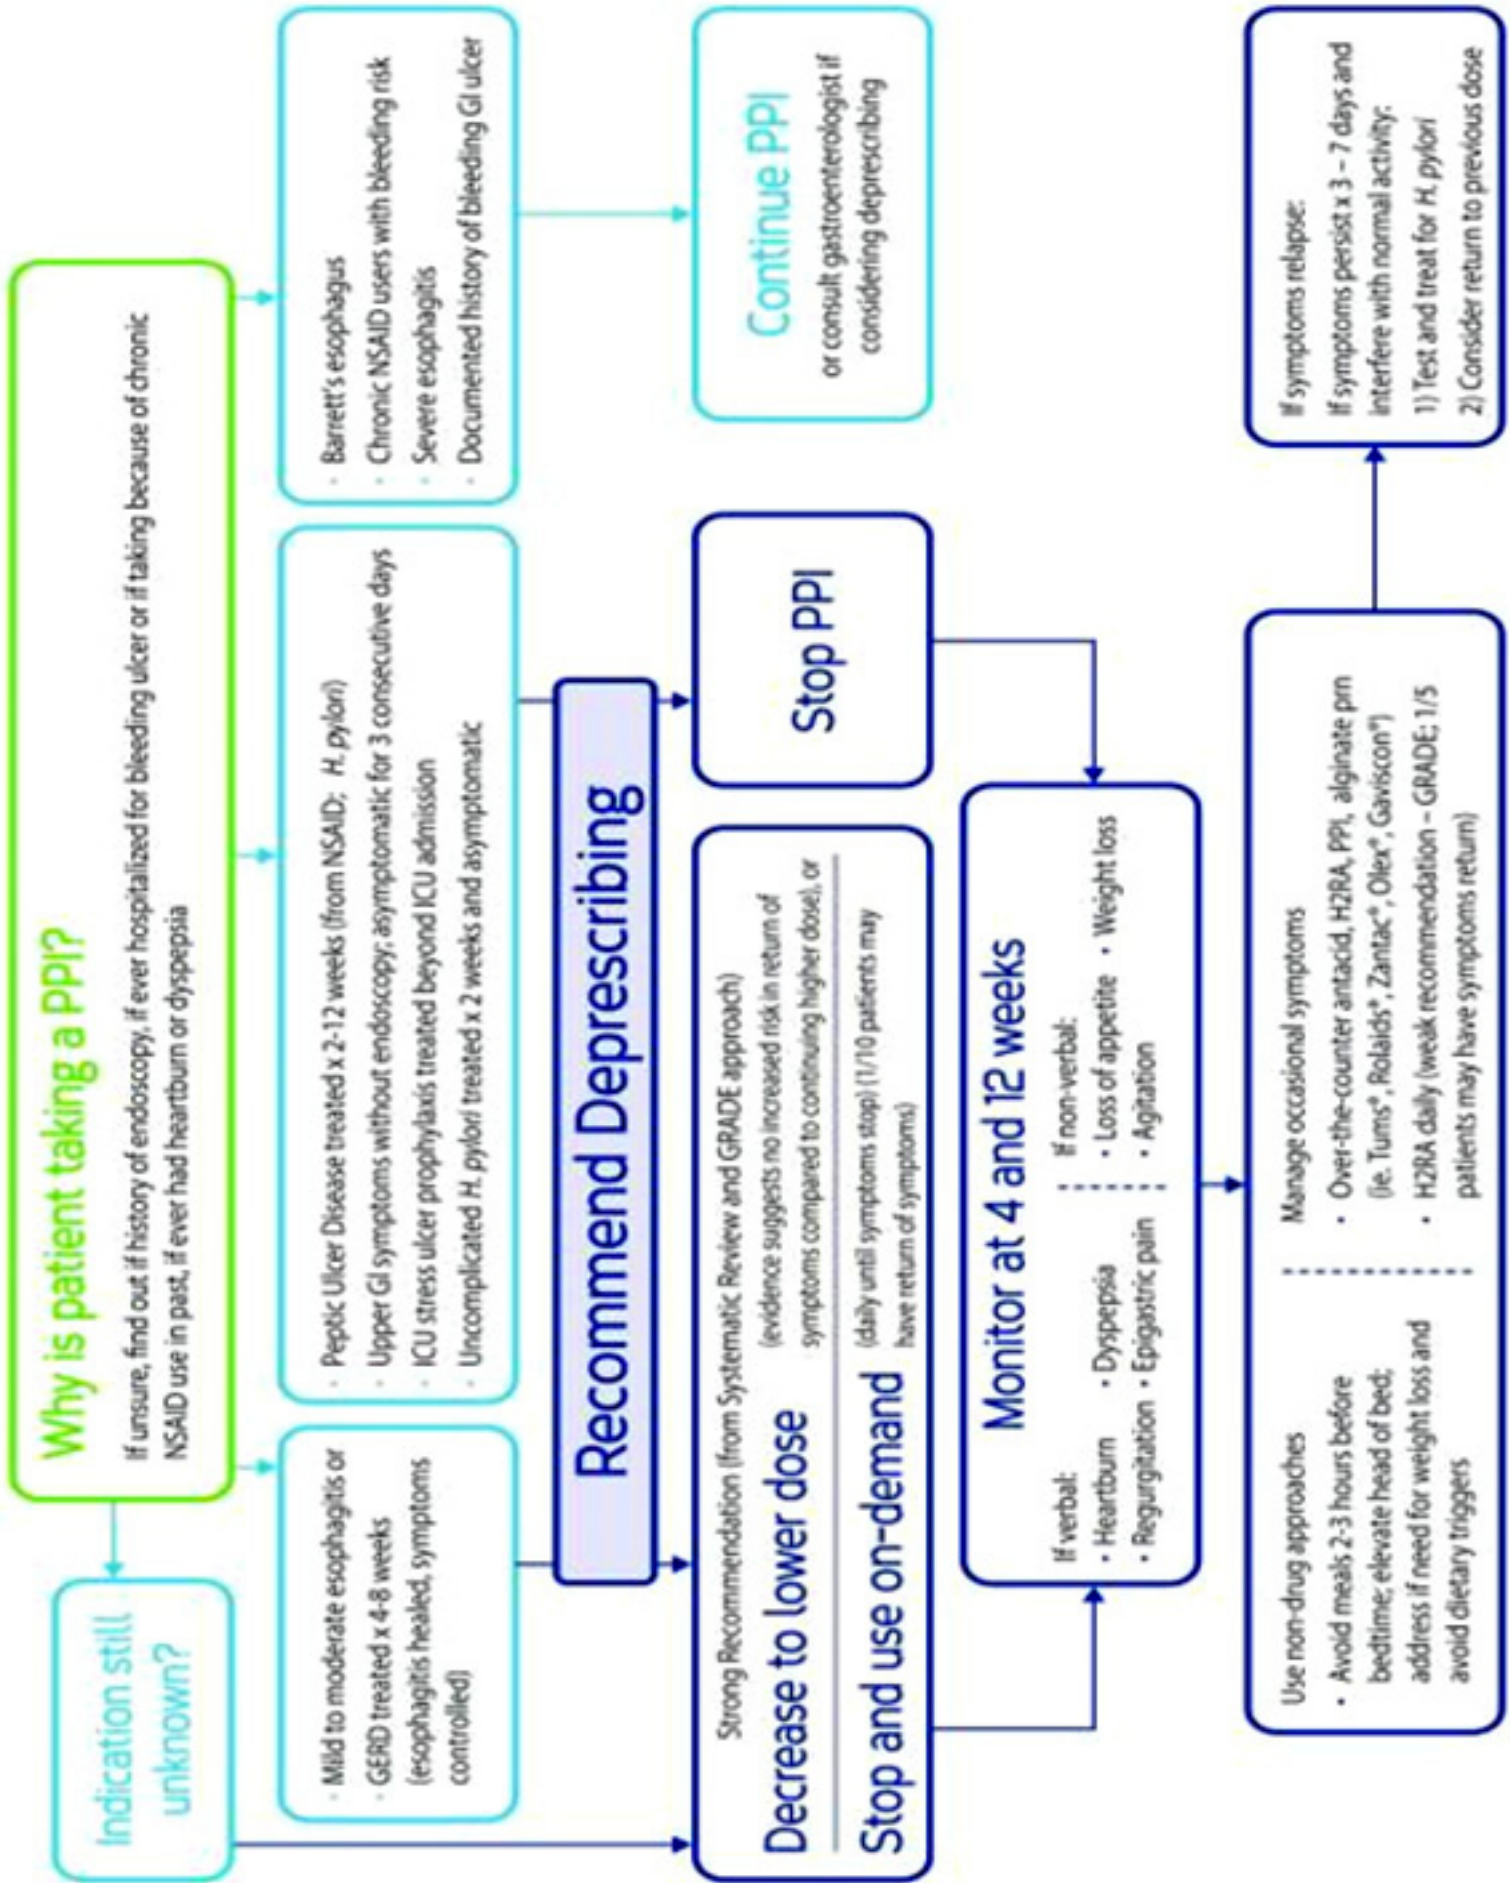 Why is patient taking a PPI?
If unsure, find out if history of endoscopy, if ever hospitalized for bleeding ulcer or if taking because of chronic
NSAID use in past, if ever had heartburn or dyspepsia
Indication still
unknown?
· Mild to moderate esophagitis or
· GERD treated x 4-8 weeks
(esophagitis healed, symptoms
controlled)
· Peptic Ulcer Disease treated x 2-12 weeks (from NSAID; H. pylori)
· Upper GI symptoms without endoscopy; asymptomatic for 3 consecutive days
· ICU stress ulcer prophylaxis treated beyond ICU admission
· Uncomplicated H. pylori treated x 2 weeks and asymptomatic
· Barrett's esophagus
· Chronic NSAID users with bleeding risk
· Severe esophagitis
· Documented history of bleeding GI ulcer
Recommend Deprescribing
Strong Recommendation (from Systematic Review and GRADE approach)
Decrease to lower dose
(evidence suggests no increased risk in return of
symptoms compared to continuing higher dose), or
Stop and use on-demand
(daily until symptoms stop) (1/10 patients may
have return of symptoms)
Stop PPI
Continue PPI
or consult gastroenterologist if
considering deprescribing
Monitor at 4 and 12 weeks
If verbal:
• Heartburn • Dyspepsia
• Regurgitation • Epigastric pain
If non-verbal:
• Loss of appetite • Weight loss
• Agitation
Use non-drug approaches
• Avoid meals 2-3 hours before
bedtime; elevate head of bed;
address if need for weight loss and
avoid dietary triggers
Manage occasional symptoms
• Over-the-counter antacid, H2RA, PPI, alginate prn
(ie. Tums®, Rolaids®, Zantac®, Olex®, Gaviscon®)
• H2RA daily (weak recommendation – GRADE; 1/5
patients may have symptoms return)
If symptoms relapse:
If symptoms persist x 3 – 7 days and
interfere with normal activity:
1) Test and treat for H. pylori
2) Consider return to previous dose